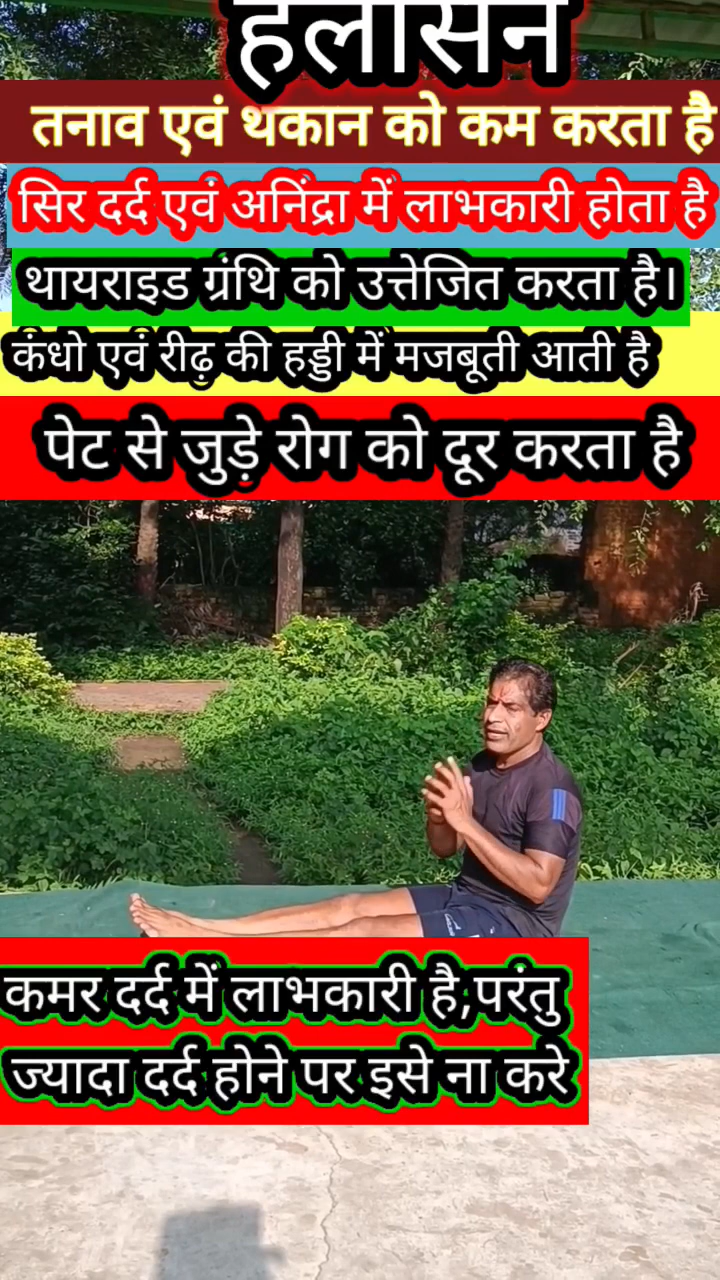 हलासन
तनाव एवं थकान को कम करता है
सिर दर्द एवं अनिंद्रा में लाभकारी होता है
थायराइड ग्रंथि को उत्तेजित करता है।
कंधो एवं रीढ़ की हड्डी में मजबूती आती है
पेट से जुड़े रोग को दूर करता है
कमर दर्द में लाभकारी है,परंतु
ज्यादा दर्द होने पर इसे ना करे